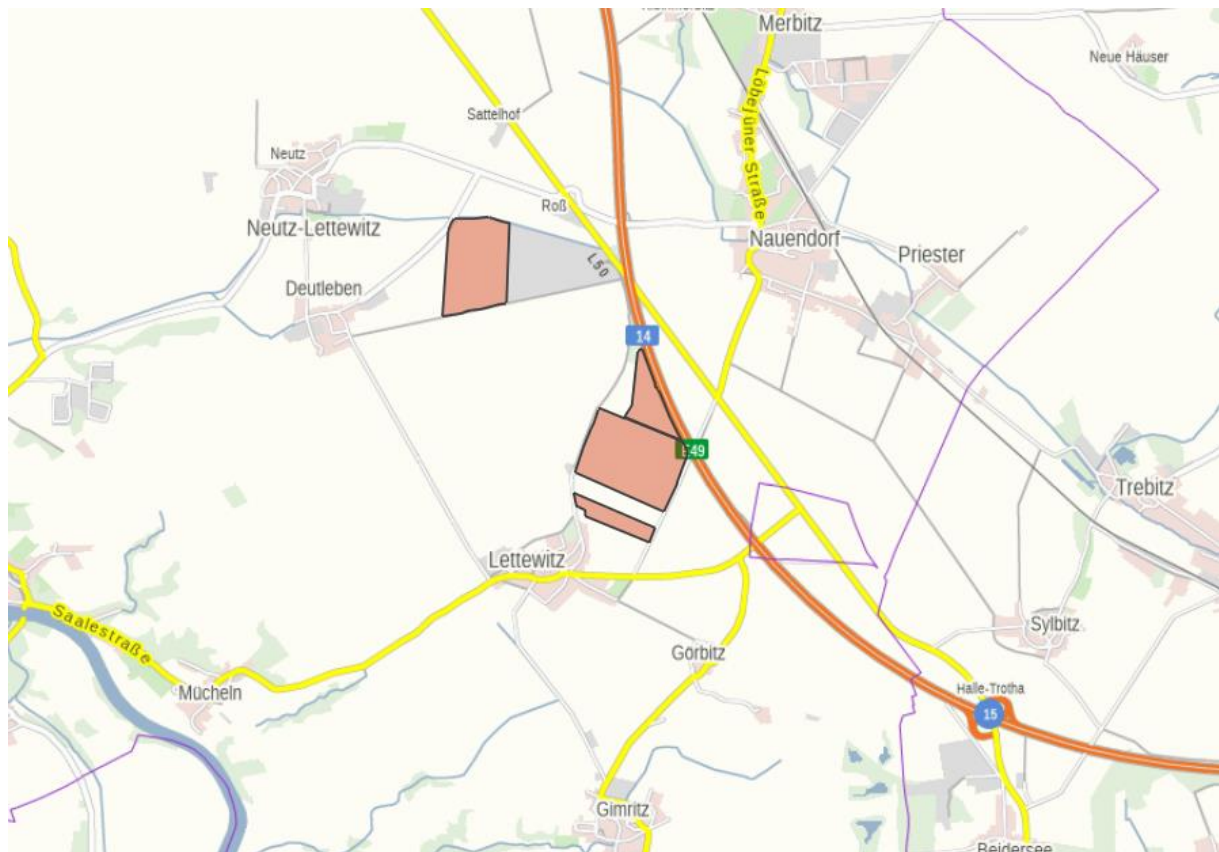 Merbitz
Neue Häuser
Löbejüner Straße
Sattelhof
Neutz
Roß
Neutz-Lettewitz
Nauendorf
Priester
L50
Deutleben
14
E49
Trebitz
Lettewitz
Saalestraße
Sylbitz
Görbitz
Mücheln
Halle-Trotha
15
Gimritz
Beidersee